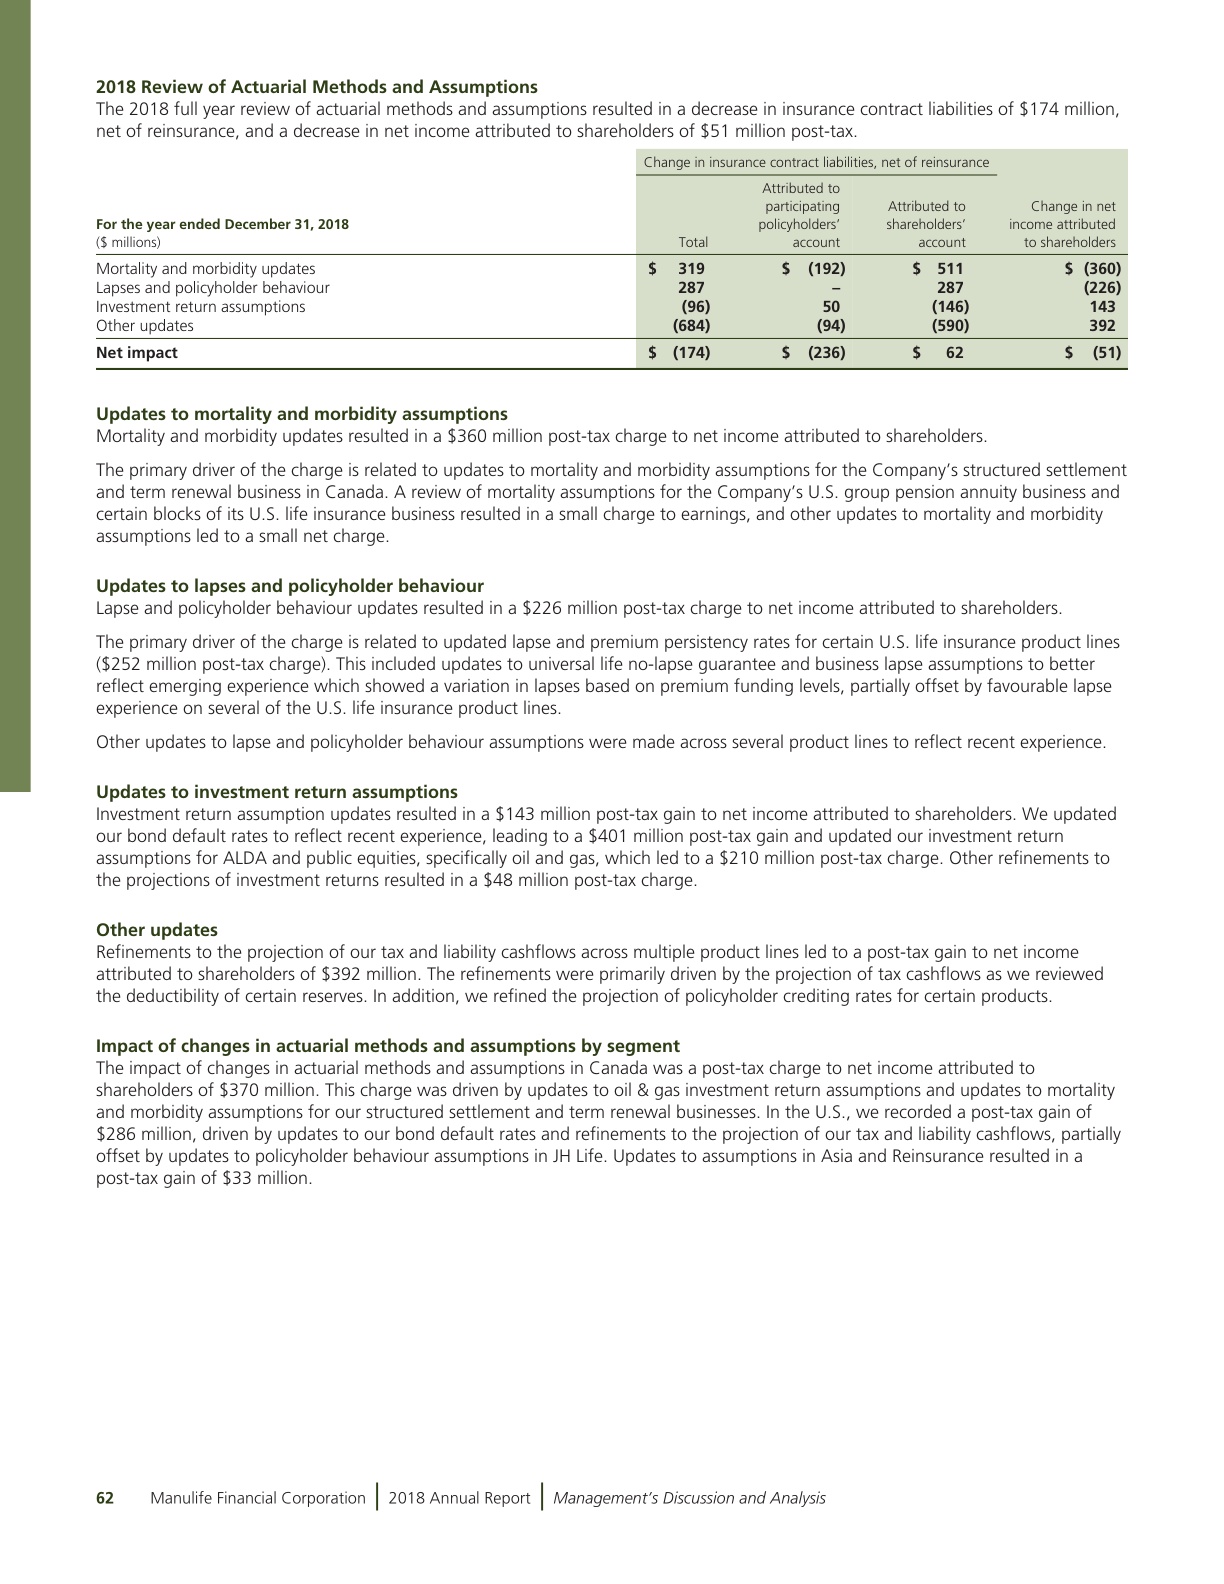 2018 Review of Actuarial Methods and Assumptions
The 2018 full year review of actuarial methods and assumptions resulted in a decrease in insurance contract liabilities of $174 million,
net of reinsurance, and a decrease in net income attributed to shareholders of $51 million post-tax.
Change in insurance contract liabilities, net of reinsurance
For the year ended December 31, 2018
($ millions)
Total
Attributed to
participating
policyholders’
account
Attributed to
shareholders’
account
Change in net
income attributed
to shareholders
Mortality and morbidity updates $ 319 $ (192) $ 511 $ (360)
Lapses and policyholder behaviour 287 – 287 (226)
Investment return assumptions (96) 50 (146) 143
Other updates (684) (94) (590) 392
Net impact $ (174) $ (236) $ 62 $ (51)
Updates to mortality and morbidity assumptions
Mortality and morbidity updates resulted in a $360 million post-tax charge to net income attributed to shareholders.
The primary driver of the charge is related to updates to mortality and morbidity assumptions for the Company’s structured settlement
and term renewal business in Canada. A review of mortality assumptions for the Company’s U.S. group pension annuity business and
certain blocks of its U.S. life insurance business resulted in a small charge to earnings, and other updates to mortality and morbidity
assumptions led to a small net charge.
Updates to lapses and policyholder behaviour
Lapse and policyholder behaviour updates resulted in a $226 million post-tax charge to net income attributed to shareholders.
The primary driver of the charge is related to updated lapse and premium persistency rates for certain U.S. life insurance product lines
($252 million post-tax charge). This included updates to universal life no-lapse guarantee and business lapse assumptions to better
reflect emerging experience which showed a variation in lapses based on premium funding levels, partially offset by favourable lapse
experience on several of the U.S. life insurance product lines.
Other updates to lapse and policyholder behaviour assumptions were made across several product lines to reflect recent experience.
Updates to investment return assumptions
Investment return assumption updates resulted in a $143 million post-tax gain to net income attributed to shareholders. We updated
our bond default rates to reflect recent experience, leading to a $401 million post-tax gain and updated our investment return
assumptions for ALDA and public equities, specifically oil and gas, which led to a $210 million post-tax charge. Other refinements to
the projections of investment returns resulted in a $48 million post-tax charge.
Other updates
Refinements to the projection of our tax and liability cashflows across multiple product lines led to a post-tax gain to net income
attributed to shareholders of $392 million. The refinements were primarily driven by the projection of tax cashflows as we reviewed
the deductibility of certain reserves. In addition, we refined the projection of policyholder crediting rates for certain products.
Impact of changes in actuarial methods and assumptions by segment
The impact of changes in actuarial methods and assumptions in Canada was a post-tax charge to net income attributed to
shareholders of $370 million. This charge was driven by updates to oil & gas investment return assumptions and updates to mortality
and morbidity assumptions for our structured settlement and term renewal businesses. In the U.S., we recorded a post-tax gain of
$286 million, driven by updates to our bond default rates and refinements to the projection of our tax and liability cashflows, partially
offset by updates to policyholder behaviour assumptions in JH Life. Updates to assumptions in Asia and Reinsurance resulted in a
post-tax gain of $33 million.
62 Manulife Financial Corporation | 2018 Annual Report | Management’s Discussion and Analysis